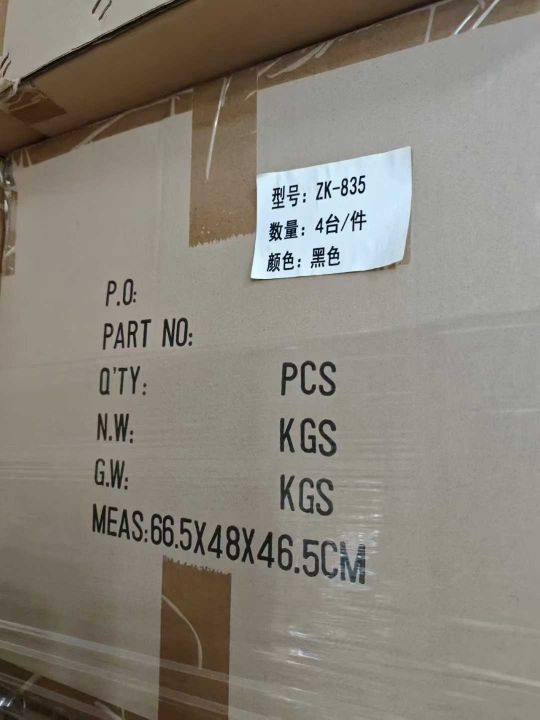 型号: ZK-835
数量: 4台/件
颜色: 黑色
P.O:
PART NO:
Q'TY: PCS
N.W: KGS
G.W: KGS
MEAS:66.5X48X46.5CM